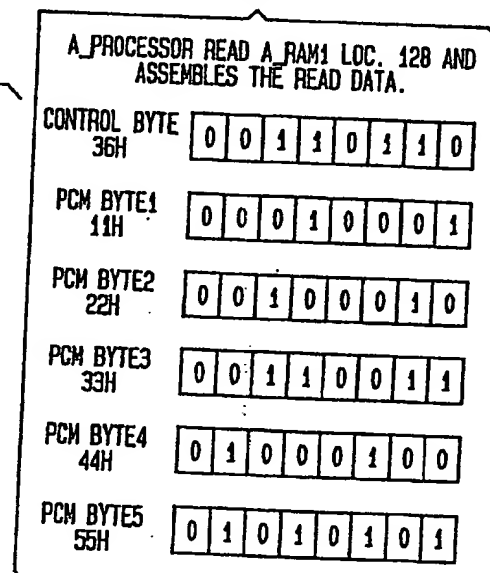 A_PROCESSOR READ A_RAM1 LOC. 128 AND
ASSEMBLES THE READ DATA.
CONTROL BYTE
36H
0 0 1 1 0 1 1 0
PCM BYTE1
11H
0 0 0 1 0 0 0 1
PCM BYTE2
22H
0 0 1 0 0 0 1 0
PCM BYTE3
33H
0 0 1 1 0 0 1 1
PCM BYTE4
44H
0 1 0 0 0 1 0 0
PCM BYTE5
55H
0 1 0 1 0 1 0 1